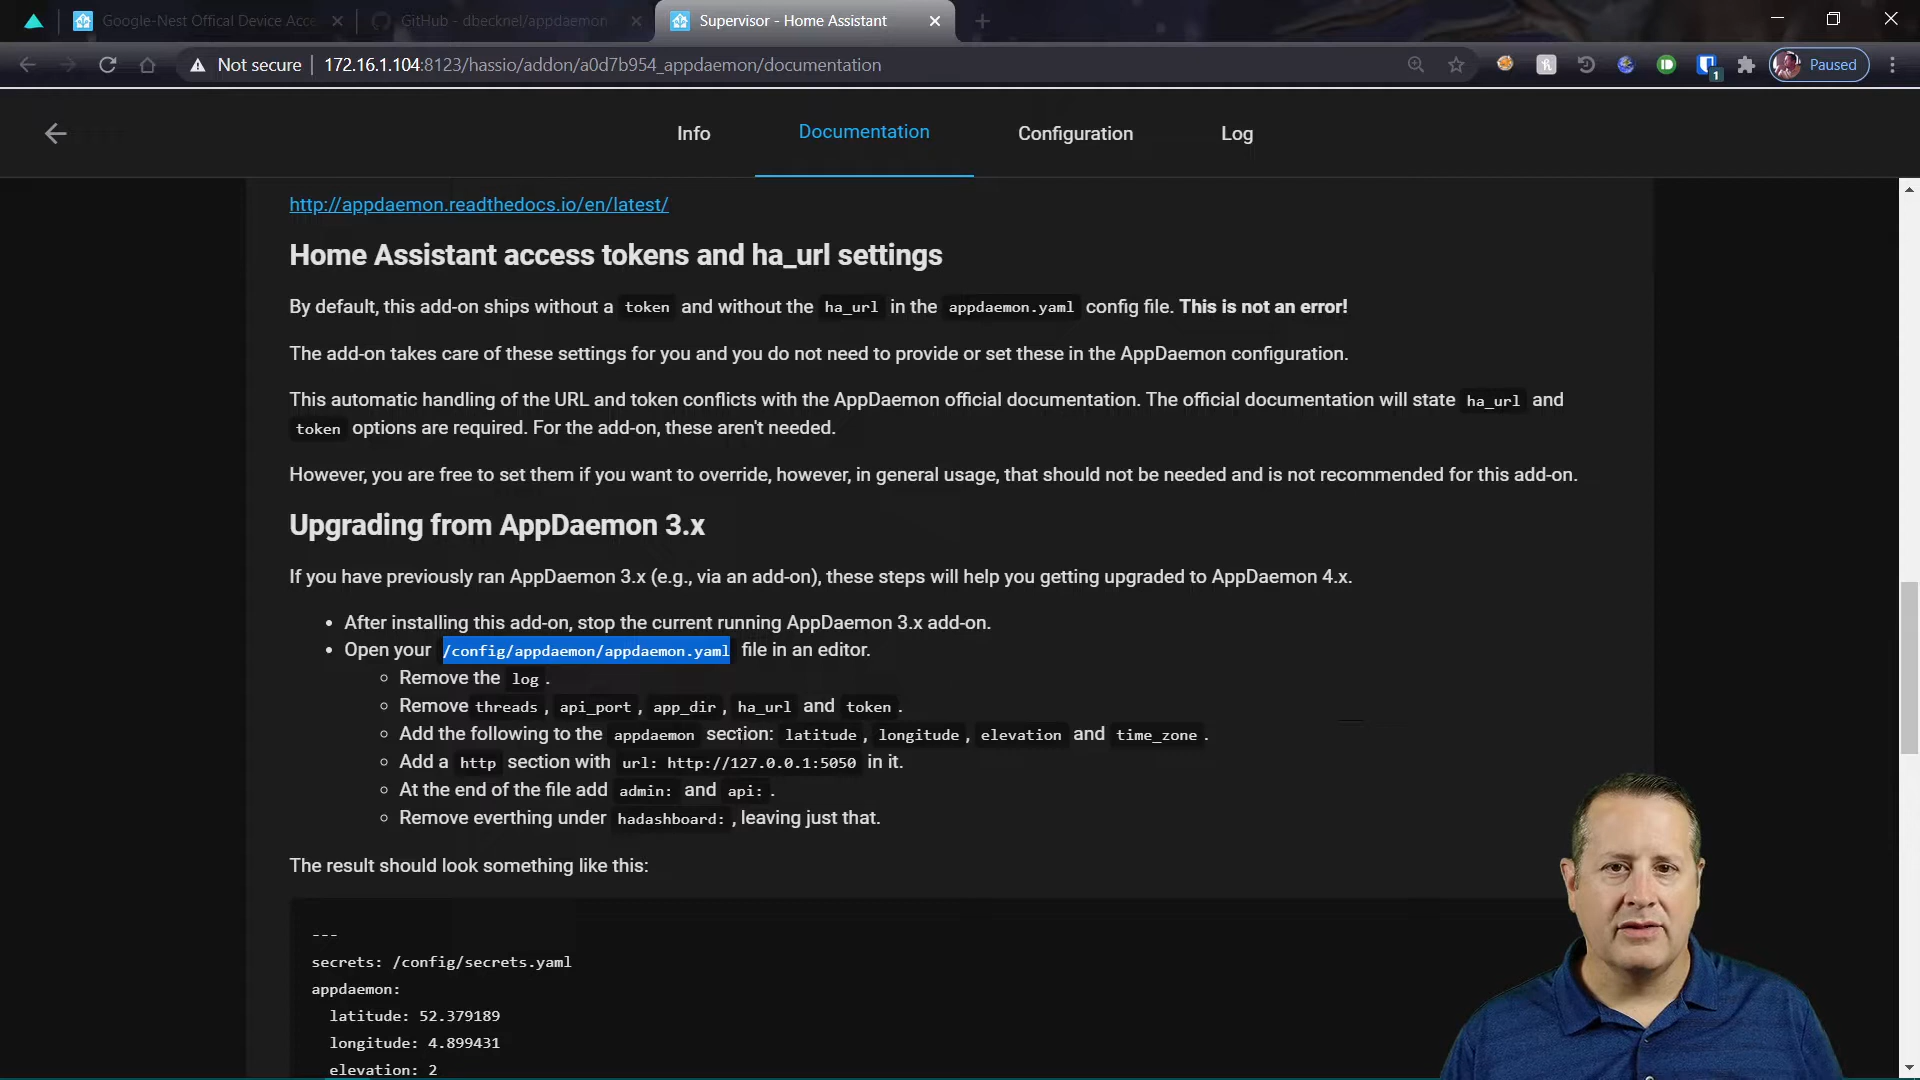 Google-Nest Offical Device Acce
GitHub - dbecknel/appdaemon
Supervisor - Home Assistant
Not secure
172.16.1.104:8123/hassio/addon/a0d7b954_appdaemon/documentation
1
Paused
Info
Documentation
Configuration
Log
http://appdaemon.readthedocs.io/en/latest/
Home Assistant access tokens and ha_url settings
By default, this add-on ships without a token and without the ha_url in the appdaemon.yaml config file. This is not an error!
The add-on takes care of these settings for you and you do not need to provide or set these in the AppDaemon configuration.
This automatic handling of the URL and token conflicts with the AppDaemon official documentation. The official documentation will state ha_url and
token options are required. For the add-on, these aren't needed.
However, you are free to set them if you want to override, however, in general usage, that should not be needed and is not recommended for this add-on.
Upgrading from AppDaemon 3.x
If you have previously ran AppDaemon 3.x (e.g., via an add-on), these steps will help you getting upgraded to AppDaemon 4.x.
• After installing this add-on, stop the current running AppDaemon 3.x add-on.
• Open your /config/appdaemon/appdaemon.yaml file in an editor.
◦ Remove the log .
◦ Remove threads , api_port , app_dir , ha_url and token .
◦ Add the following to the appdaemon section: latitude , longitude , elevation and time_zone .
◦ Add a http section with url: http://127.0.0.1:5050 in it.
◦ At the end of the file add admin: and api: .
◦ Remove everthing under hadashboard: , leaving just that.
The result should look something like this:
---
secrets: /config/secrets.yaml
appdaemon:
latitude: 52.379189
longitude: 4.899431
elevation: 2